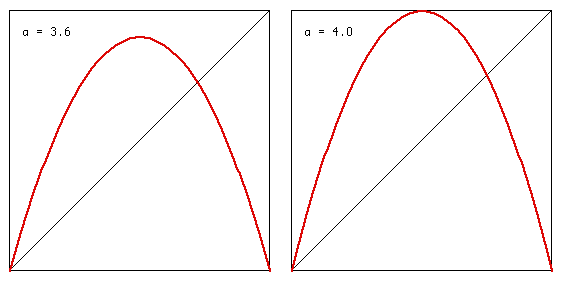 a = 3.6
a = 4.0